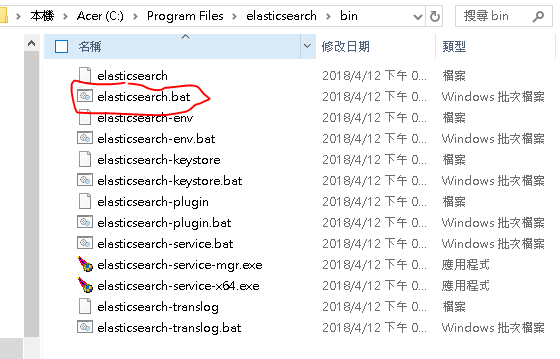 本機 › Acer (C:) › Program Files › elasticsearch › bin 搜尋 bin
名稱 修改日期 類型
elasticsearch 2018/4/12 下午 0... 檔案
elasticsearch.bat 2018/4/12 下午 0... Windows 批次檔案
elasticsearch-env 2018/4/12 下午 0... 檔案
elasticsearch-env.bat 2018/4/12 下午 0... Windows 批次檔案
elasticsearch-keystore 2018/4/12 下午 0... 檔案
elasticsearch-keystore.bat 2018/4/12 下午 0... Windows 批次檔案
elasticsearch-plugin 2018/4/12 下午 0... 檔案
elasticsearch-plugin.bat 2018/4/12 下午 0... Windows 批次檔案
elasticsearch-service.bat 2018/4/12 下午 0... Windows 批次檔案
elasticsearch-service-mgr.exe 2018/4/12 下午 0... 應用程式
elasticsearch-service-x64.exe 2018/4/12 下午 0... 應用程式
elasticsearch-translog 2018/4/12 下午 0... 檔案
elasticsearch-translog.bat 2018/4/12 下午 0... Windows 批次檔案